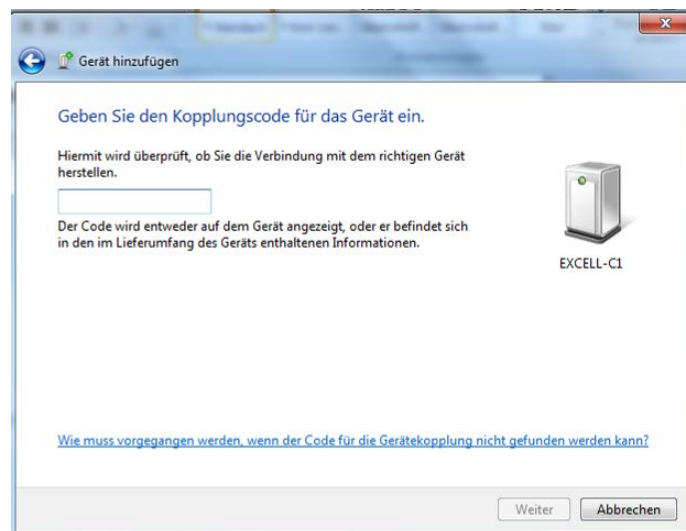 Gerät hinzufügen
Geben Sie den Kopplungscode für das Gerät ein.
Hiermit wird überprüft, ob Sie die Verbindung mit dem richtigen Gerät
herstellen.
Der Code wird entweder auf dem Gerät angezeigt, oder er befindet sich
in den im Lieferumfang des Geräts enthaltenen Informationen.
EXCELL-C1
Wie muss vorgegangen werden, wenn der Code für die Gerätekopplung nicht gefunden werden kann?
Weiter
Abbrechen